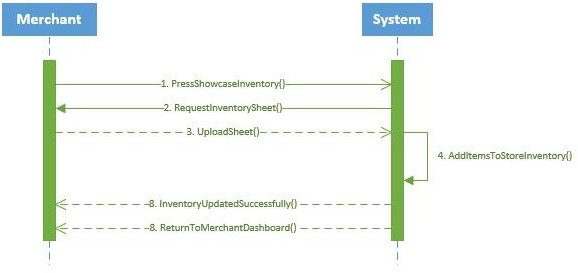 Merchant
System
1. PressShowcaseInventory()
2. RequestInventorySheet()
3. UploadSheet()
4. AddItemsToStoreInventory()
8. InventoryUpdatedSuccessfully()
8. ReturnToMerchantDashboard()